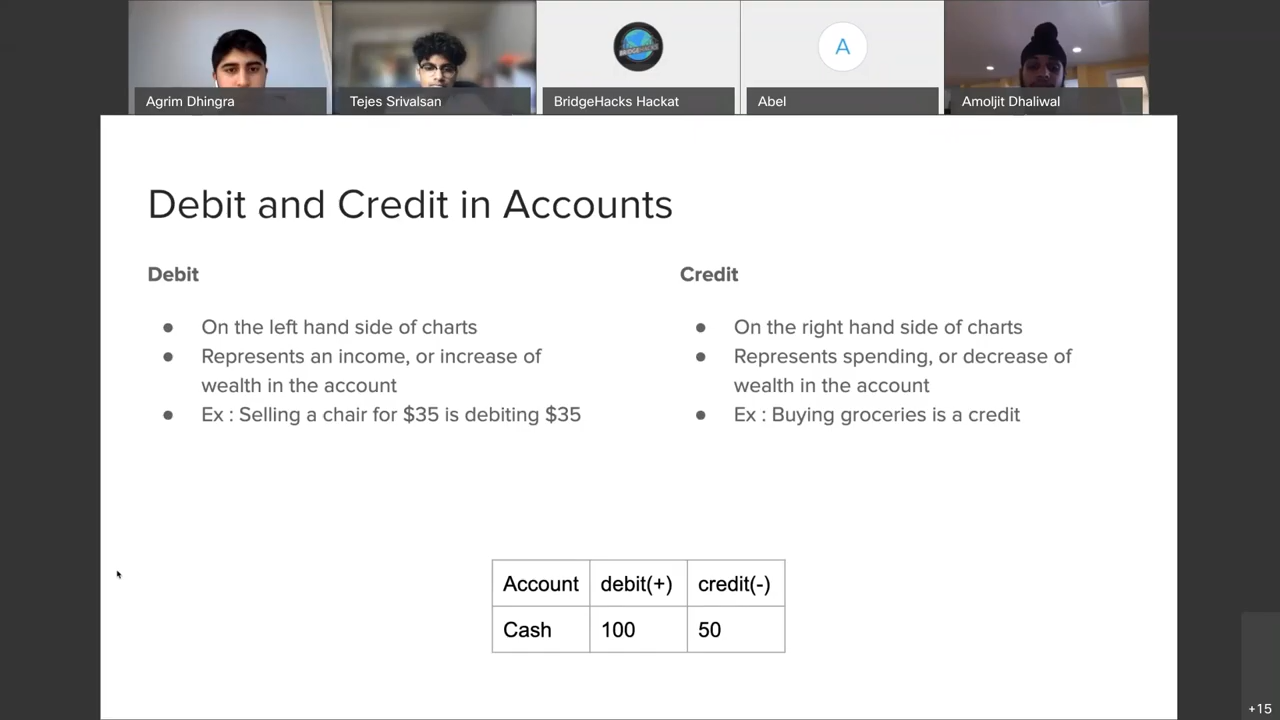 BRIDGEHACKS
A
Agrim Dhingra
Tejes Srivalsan
BridgeHacks Hackat
Abel
Amoljit Dhaliwal
Debit and Credit in Accounts
Debit
● On the left hand side of charts
● Represents an income, or increase of
wealth in the account
● Ex : Selling a chair for $35 is debiting $35
Credit
● On the right hand side of charts
● Represents spending, or decrease of
wealth in the account
● Ex : Buying groceries is a credit
Account debit(+) credit(-)
Cash 100 50
+15